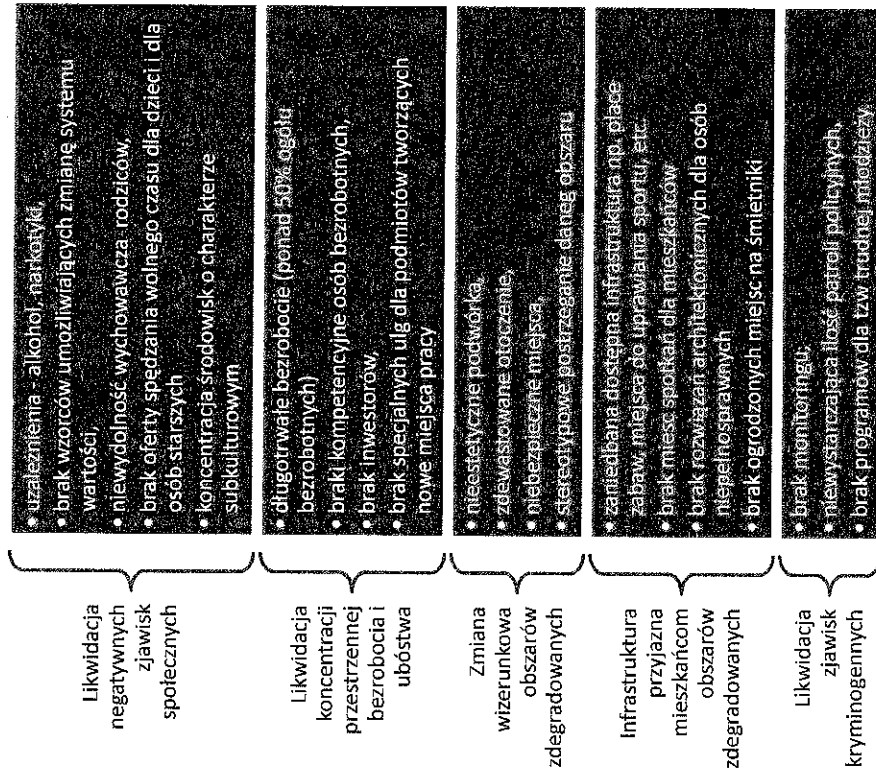 Likwidacja
negatywnych
zjawisk
społecznych
• uzależnienia - alkohol, narkotyki,
• brak wzorców umożliwiających zmianę systemu
wartości,
• niewydolność wychowawcza rodziców,
• brak oferty spędzania wolnego czasu dla dzieci i dla
osób starszych
• koncentracja środowisk o charakterze
subkulturowym
Likwidacja
koncentracji
przestrzennej
bezrobocia i
ubóstwa
• długotrwałe bezrobocie (ponad 50% ogółu
bezrobotnych)
• braki kompetencyjne osób bezrobotnych,
• brak inwestorów,
• brak specjalnych ulg dla podmiotów tworzących
nowe miejsca pracy
Zmiana
wizerunkowa
obszarów
zdegradowanych
• nieestetyczne podwórka,
• zdewastowane otoczenie,
• niebezpieczne miejsca,
• stereotypowe postrzeganie daneg obszaru
Infrastruktura
przyjazna
mieszkańcom
obszarów
zdegradowanych
• zaniedbana dostępna infrastruktura np. place
zabaw, miejsca do uprawiania sportu, etc.
• brak miejsc spotkań dla mieszkańców
• brak rozwiązań architektonicznych dla osób
niepełnosprawnych
• brak ogrodzonych miejsc na śmietniki
Likwidacja
zjawisk
kryminogennych
• brak monitoringu,
• niewystarczająca ilość patroli policyjnych,
• brak programów dla tzw trudnej młodzieży